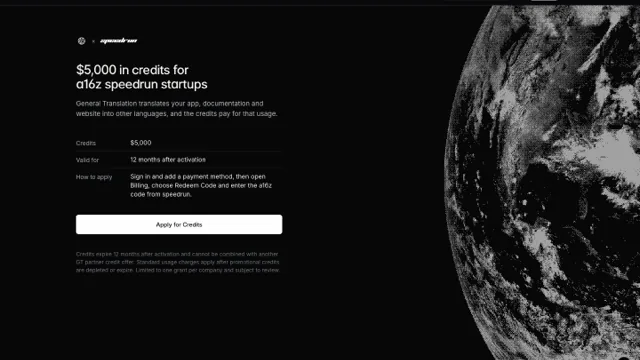 × speedrun
$5,000 in credits for
a16z speedrun startups
General Translation translates your app, documentation and
website into other languages, and the credits pay for that usage.
Credits $5,000
Valid for 12 months after activation
How to apply Sign in and add a payment method, then open
Billing, choose Redeem Code and enter the a16z
code from speedrun.
Apply for Credits
Credits expire 12 months after activation and cannot be combined with another
GT partner credit offer. Standard usage charges apply after promotional credits
are depleted or expire. Limited to one grant per company and subject to review.